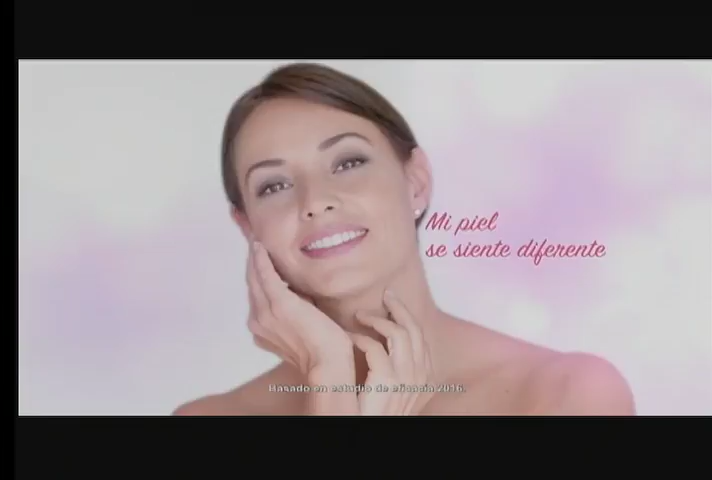 Mi piel
se siente diferente
Basado en estudio de eficacia 2016.